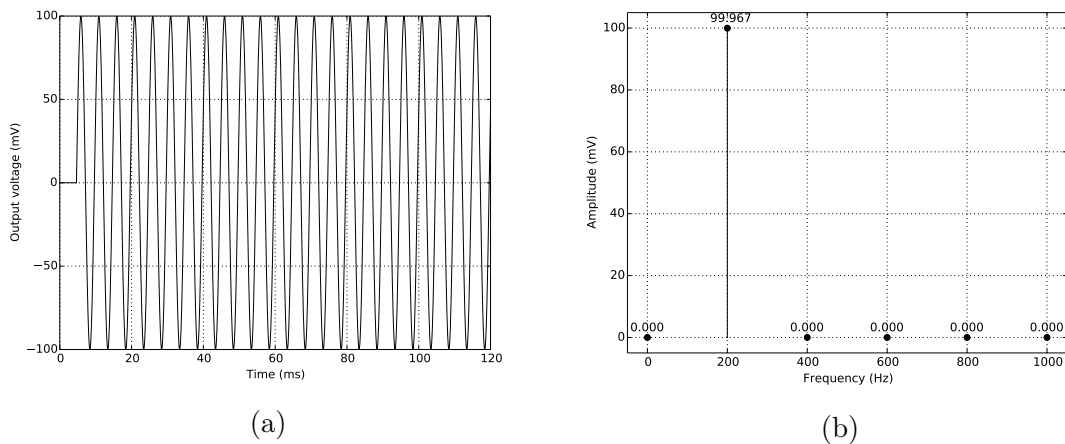 100
50
0
−50
−100
0 20 40 60 80 100 120
Output voltage (mV)
Time (ms)
(a)
99.967
100
80
60
40
20
0
0.000 0.000 0.000 0.000 0.000
0 200 400 600 800 1000
Amplitude (mV)
Frequency (Hz)
(b)